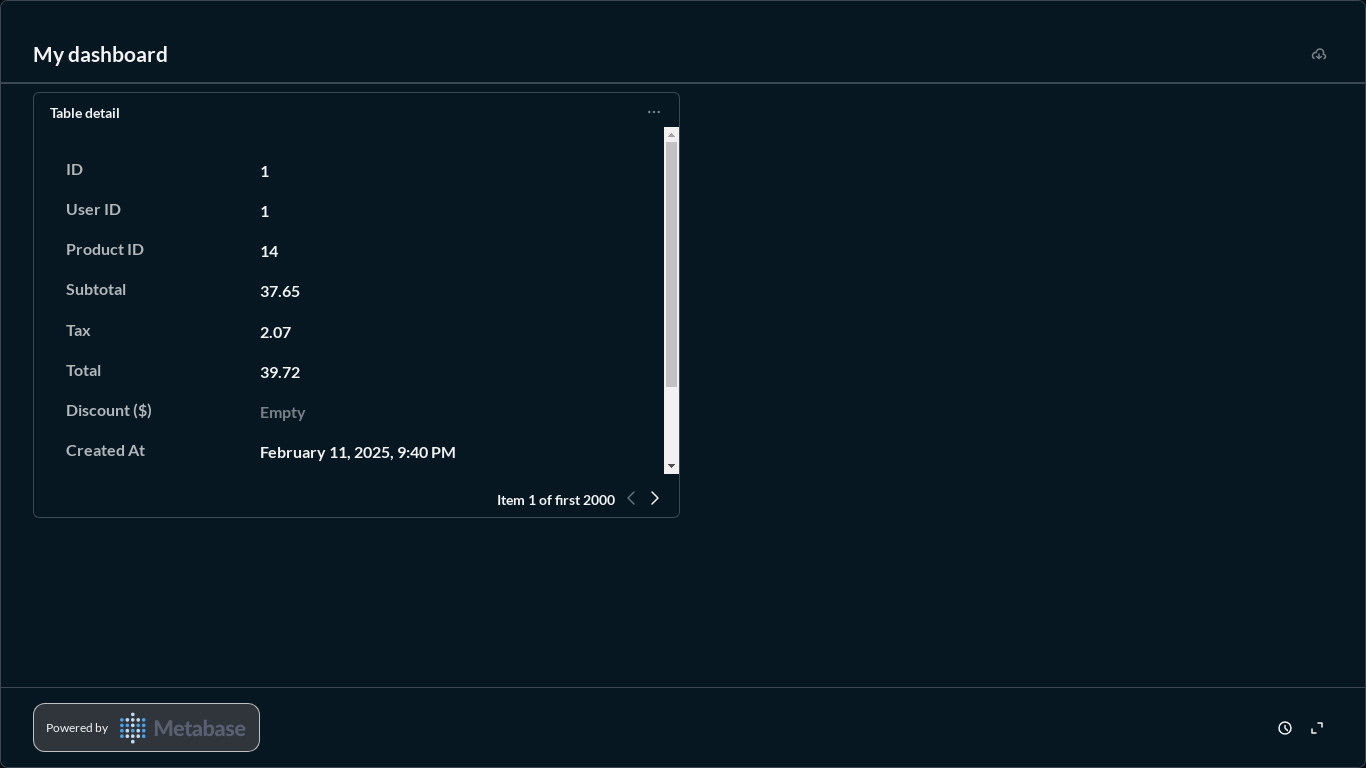 My dashboard
Table detail
ID 1
User ID 1
Product ID 14
Subtotal 37.65
Tax 2.07
Total 39.72
Discount ($) Empty
Created At February 11, 2025, 9:40 PM
Item 1 of first 2000
Powered by Metabase